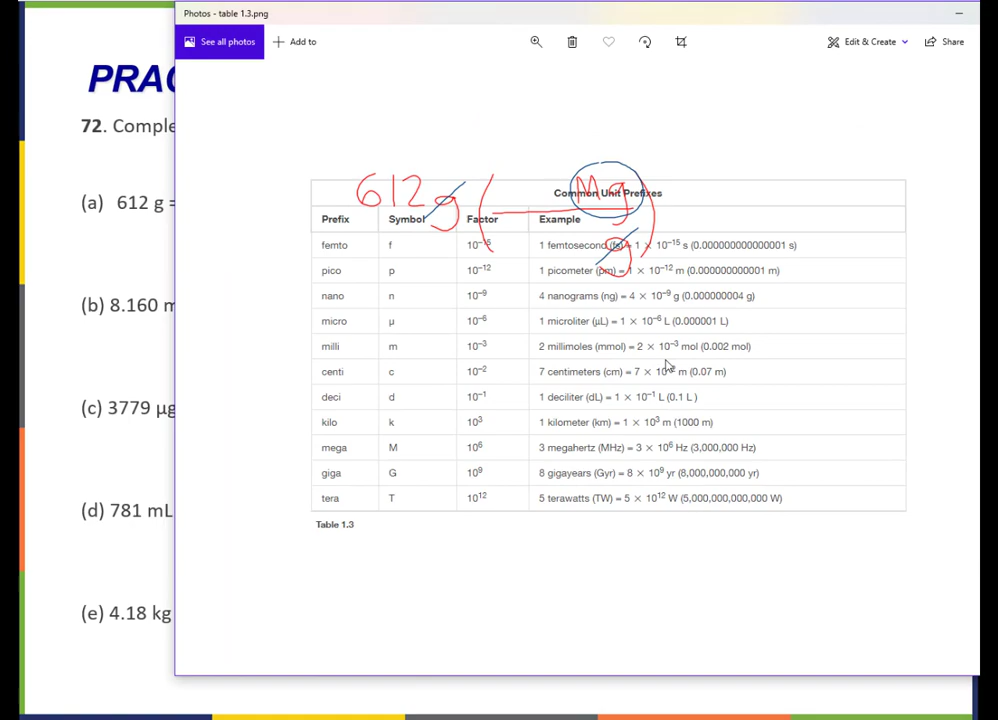 Photos - table 1.3.png
See all photos
Add to
Edit & Create
Share
PRAC
72. Comple
(a) 612 g =
(b) 8.160 m
(c) 3779 µg
(d) 781 mL
(e) 4.18 kg
612 g ( Mg
g )
Common Unit Prefixes
Prefix Symbol Factor Example
femto f 10⁻¹⁵ 1 femtosecond (fs) = 1 × 10⁻¹⁵ s (0.000000000000001 s)
pico p 10⁻¹² 1 picometer (pm) = 1 × 10⁻¹² m (0.000000000001 m)
nano n 10⁻⁹ 4 nanograms (ng) = 4 × 10⁻⁹ g (0.000000004 g)
micro µ 10⁻⁶ 1 microliter (µL) = 1 × 10⁻⁶ L (0.000001 L)
milli m 10⁻³ 2 millimoles (mmol) = 2 × 10⁻³ mol (0.002 mol)
centi c 10⁻² 7 centimeters (cm) = 7 × 10⁻² m (0.07 m)
deci d 10⁻¹ 1 deciliter (dL) = 1 × 10⁻¹ L (0.1 L )
kilo k 10³ 1 kilometer (km) = 1 × 10³ m (1000 m)
mega M 10⁶ 3 megahertz (MHz) = 3 × 10⁶ Hz (3,000,000 Hz)
giga G 10⁹ 8 gigayears (Gyr) = 8 × 10⁹ yr (8,000,000,000 yr)
tera T 10¹² 5 terawatts (TW) = 5 × 10¹² W (5,000,000,000,000 W)
Table 1.3